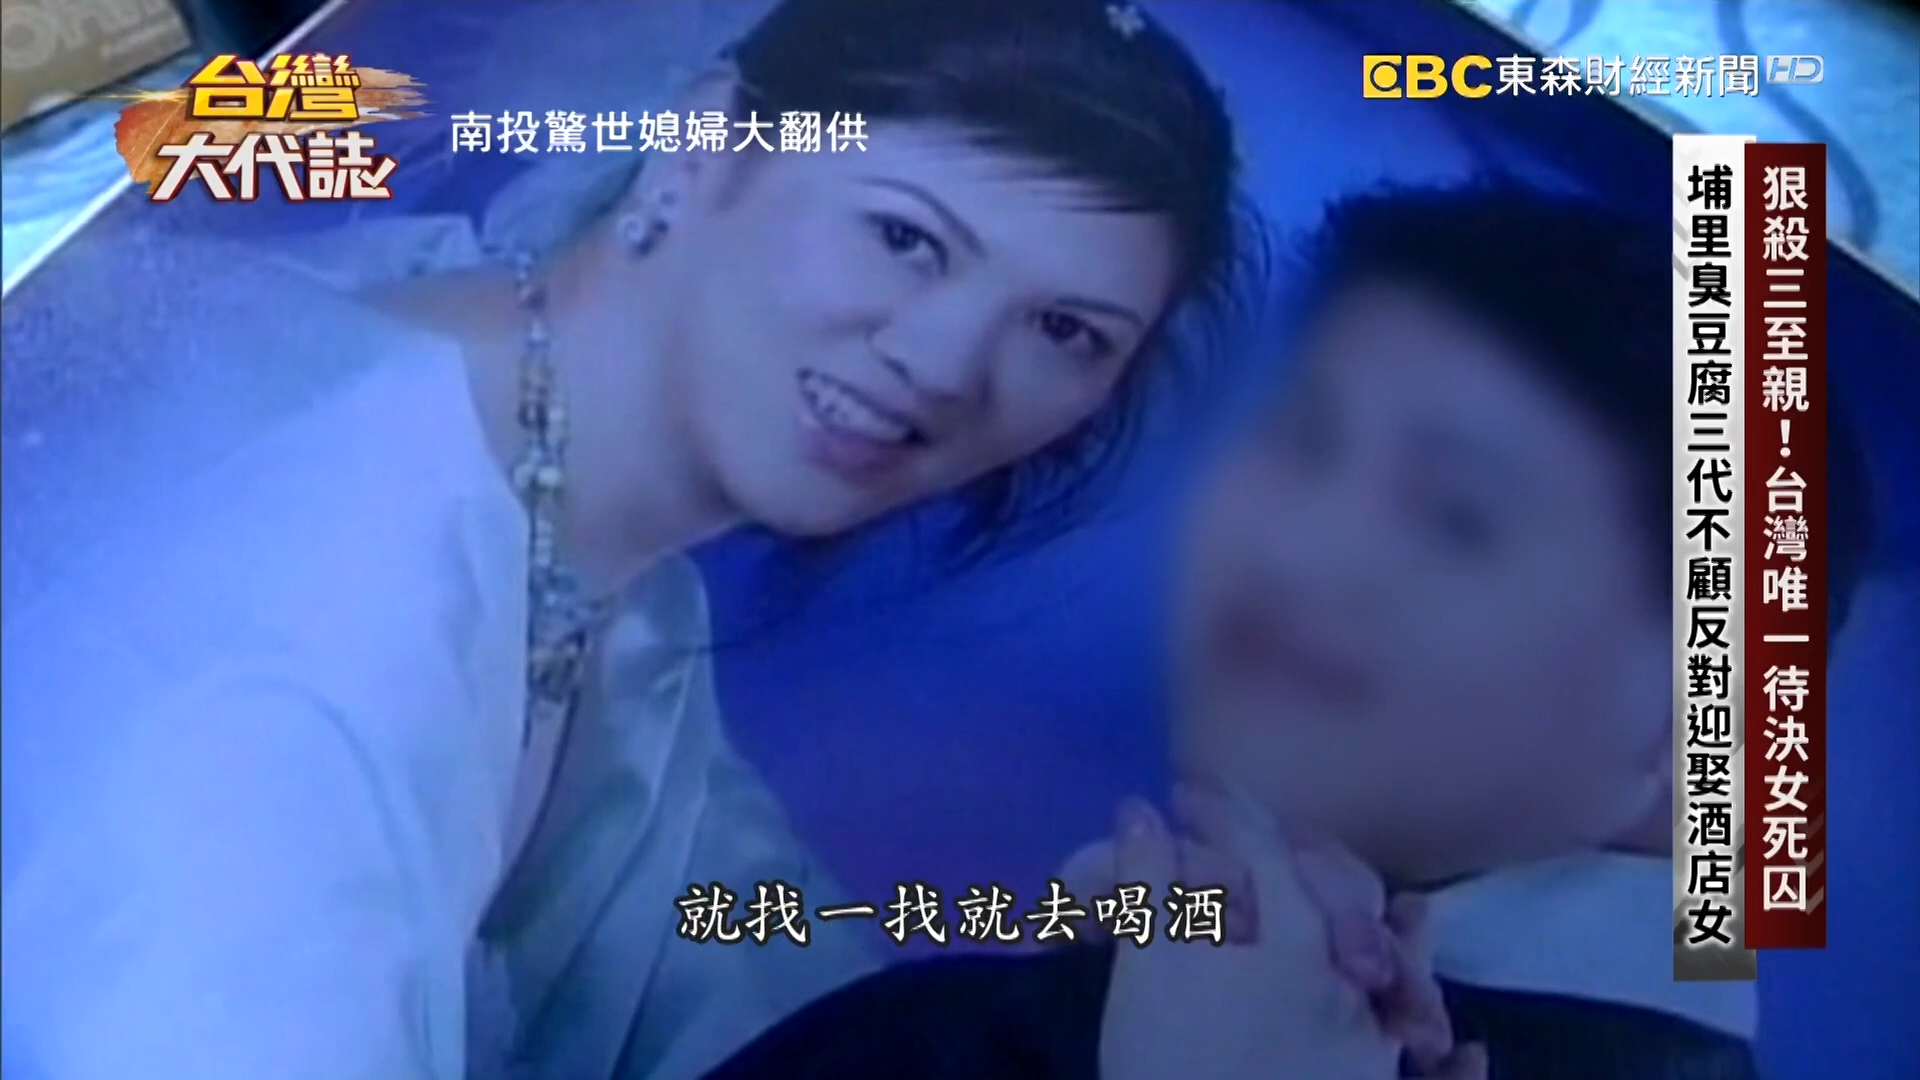 台灣
大代誌
南投驚世媳婦大翻供
EBC東森財經新聞HD
狠殺三至親！台灣唯一待決女死囚
埔里臭豆腐三代不顧反對迎娶酒店女
就找一找就去喝酒